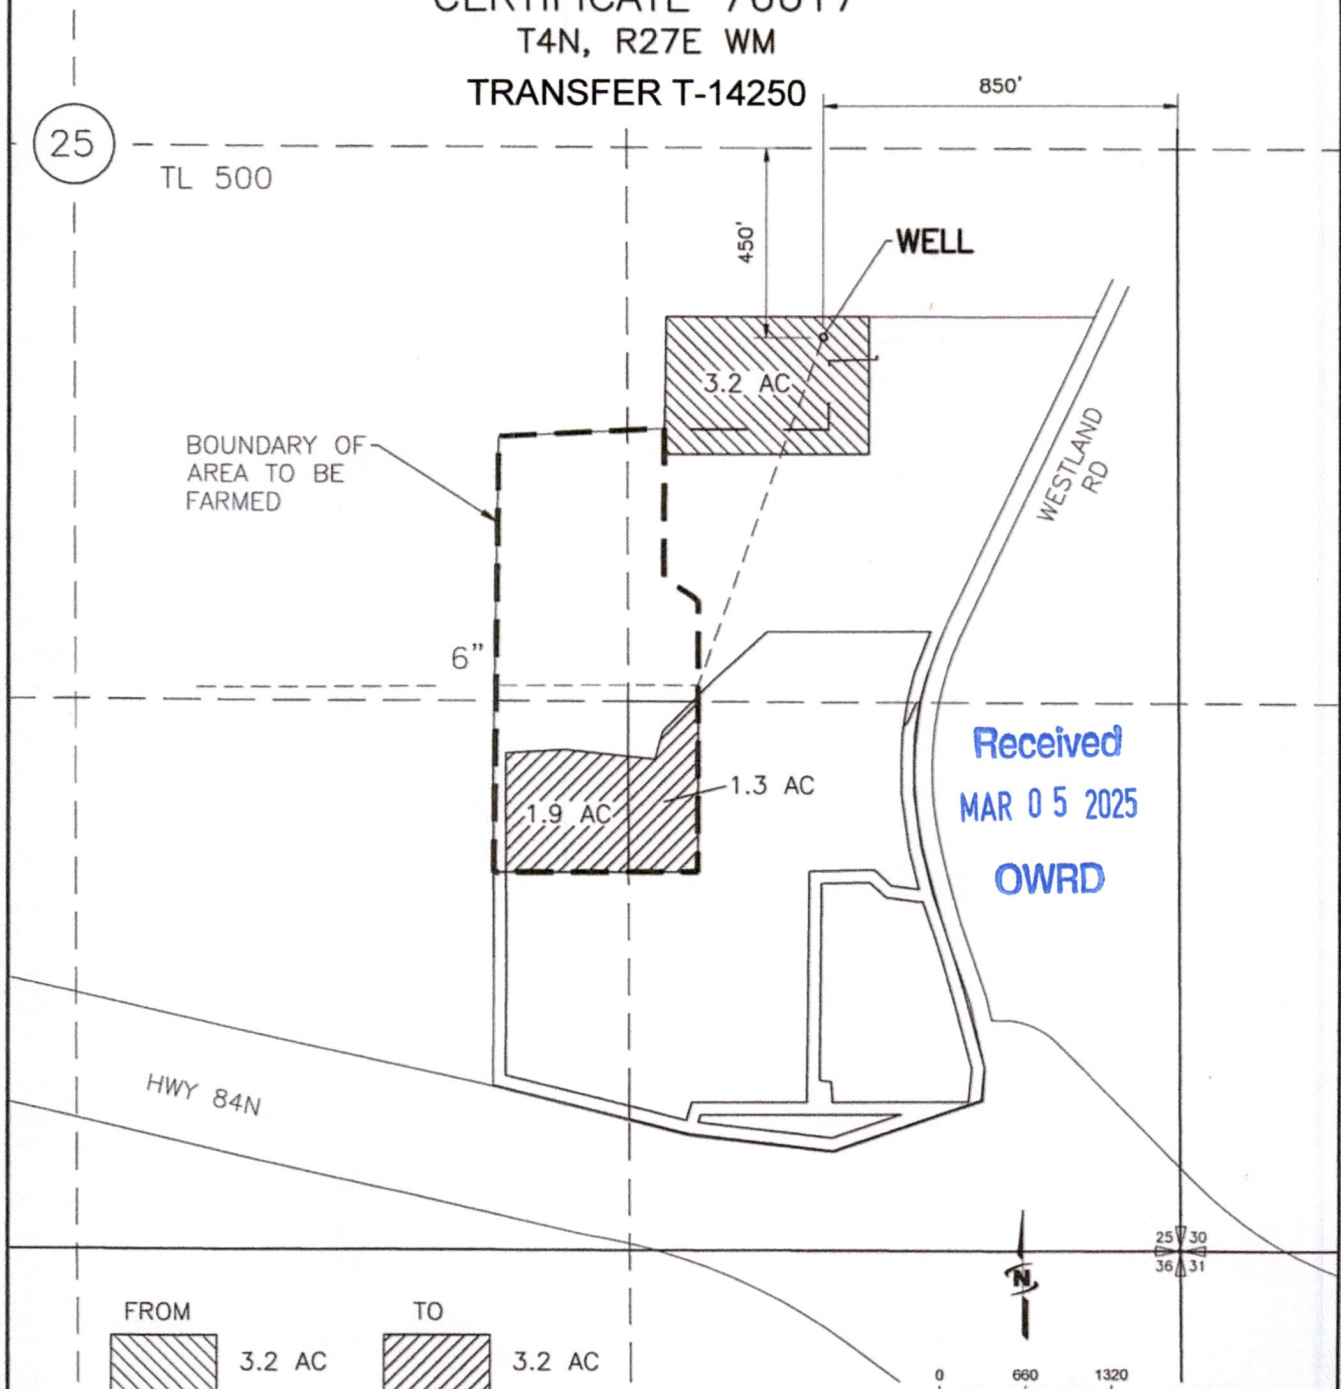 T4N, R27E WM
TRANSFER T-14250
850'
25
TL 500
450'
WELL
3.2 AC
BOUNDARY OF
AREA TO BE
FARMED
WESTLAND
RD
6”
Received
MAR 05 2025
OWRD
1.3 AC
1.9 AC
HWY 84N
25 30
36 31
N
FROM
TO
3.2 AC
3.2 AC
0 660 1320